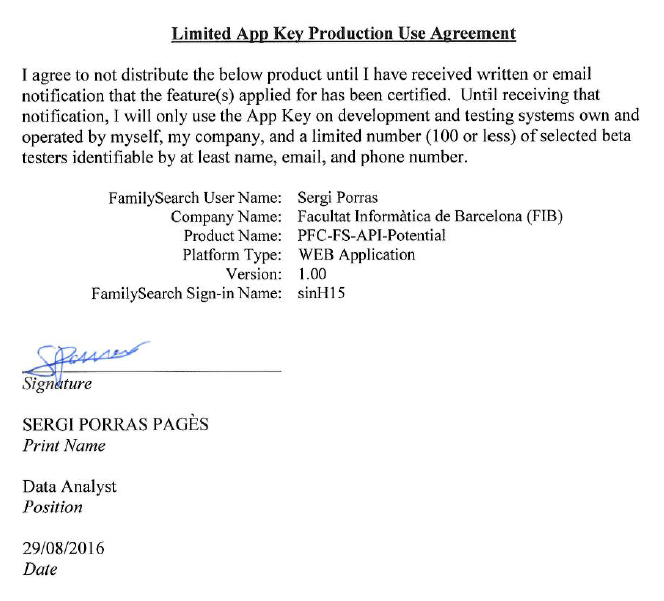 Limited App Key Production Use Agreement
I agree to not distribute the below product until I have received written or email
notification that the feature(s) applied for has been certified.  Until receiving that
notification, I will only use the App Key on development and testing systems own and
operated by myself, my company, and a limited number (100 or less) of selected beta
testers identifiable by at least name, email, and phone number.
FamilySearch User Name: Sergi Porras
Company Name: Facultat Informàtica de Barcelona (FIB)
Product Name: PFC-FS-API-Potential
Platform Type: WEB Application
Version: 1.00
FamilySearch Sign-in Name: sinH15
SPorras
Signature
SERGI PORRAS PAGÈS
Print Name
Data Analyst
Position
29/08/2016
Date